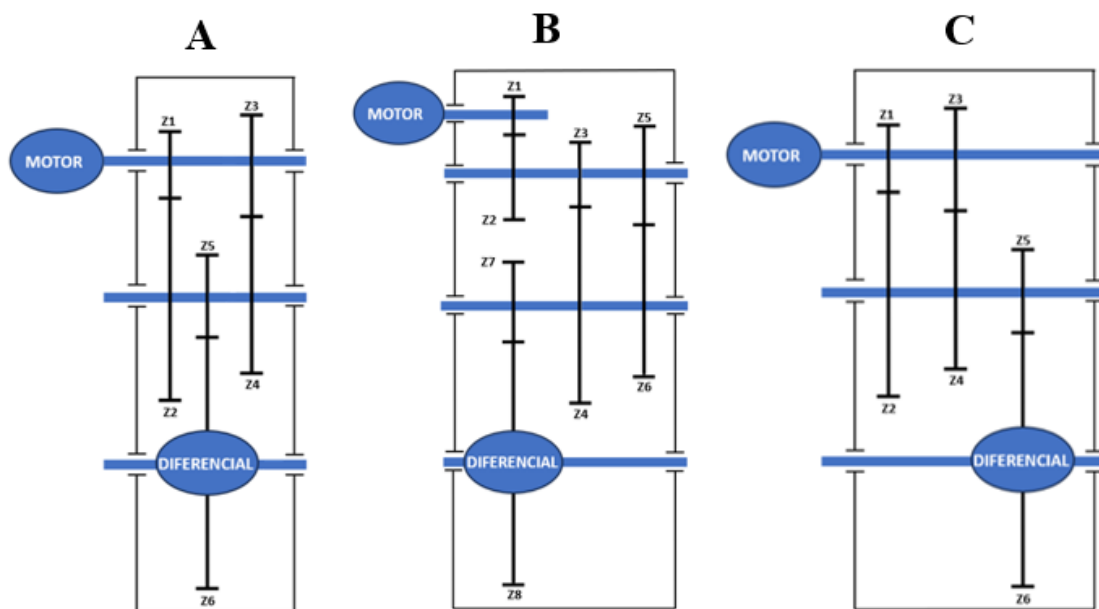 A
MOTOR
Z1
Z3
Z5
Z4
Z2
DIFERENCIAL
Z6
B
MOTOR
Z1
Z3
Z5
Z2
Z7
Z6
Z4
DIFERENCIAL
Z8
C
MOTOR
Z1
Z3
Z5
Z4
Z2
DIFERENCIAL
Z6